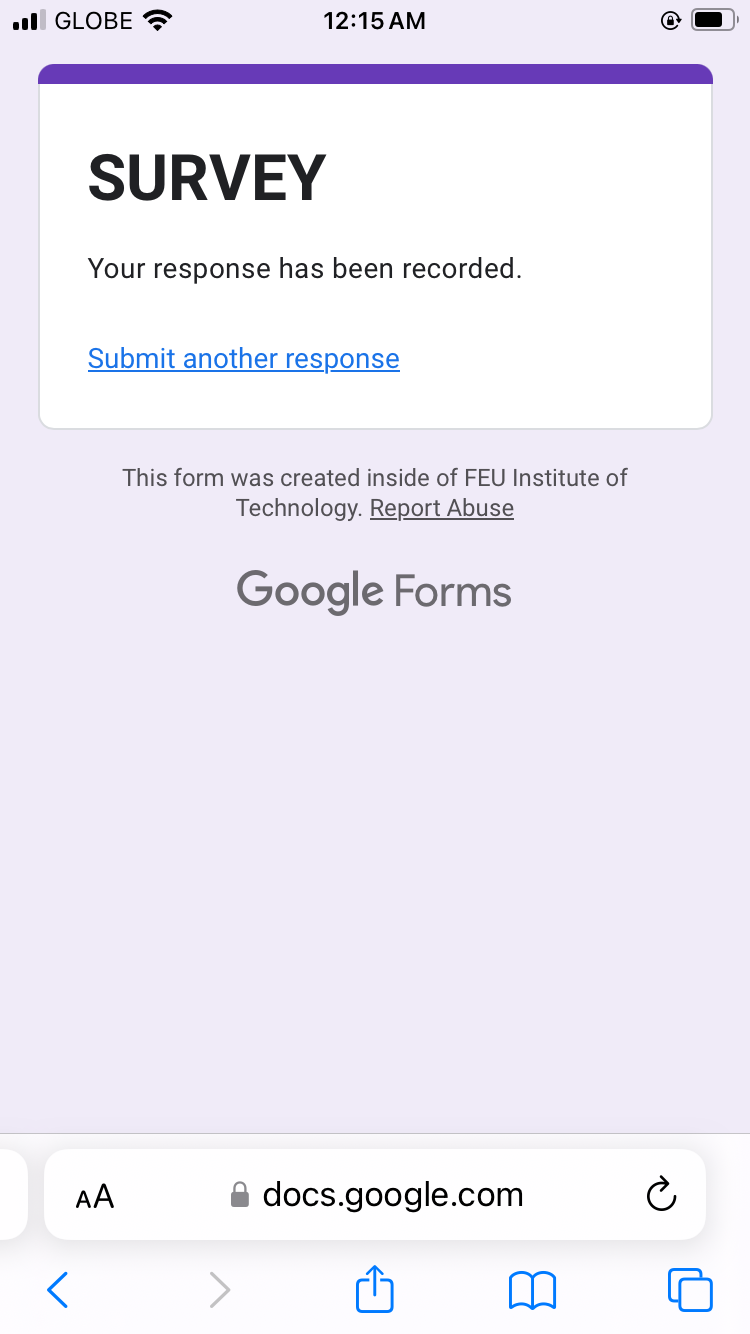 GLOBE 12:15 AM
SURVEY
Your response has been recorded.
Submit another response
This form was created inside of FEU Institute of
Technology. Report Abuse
Google Forms
AA docs.google.com